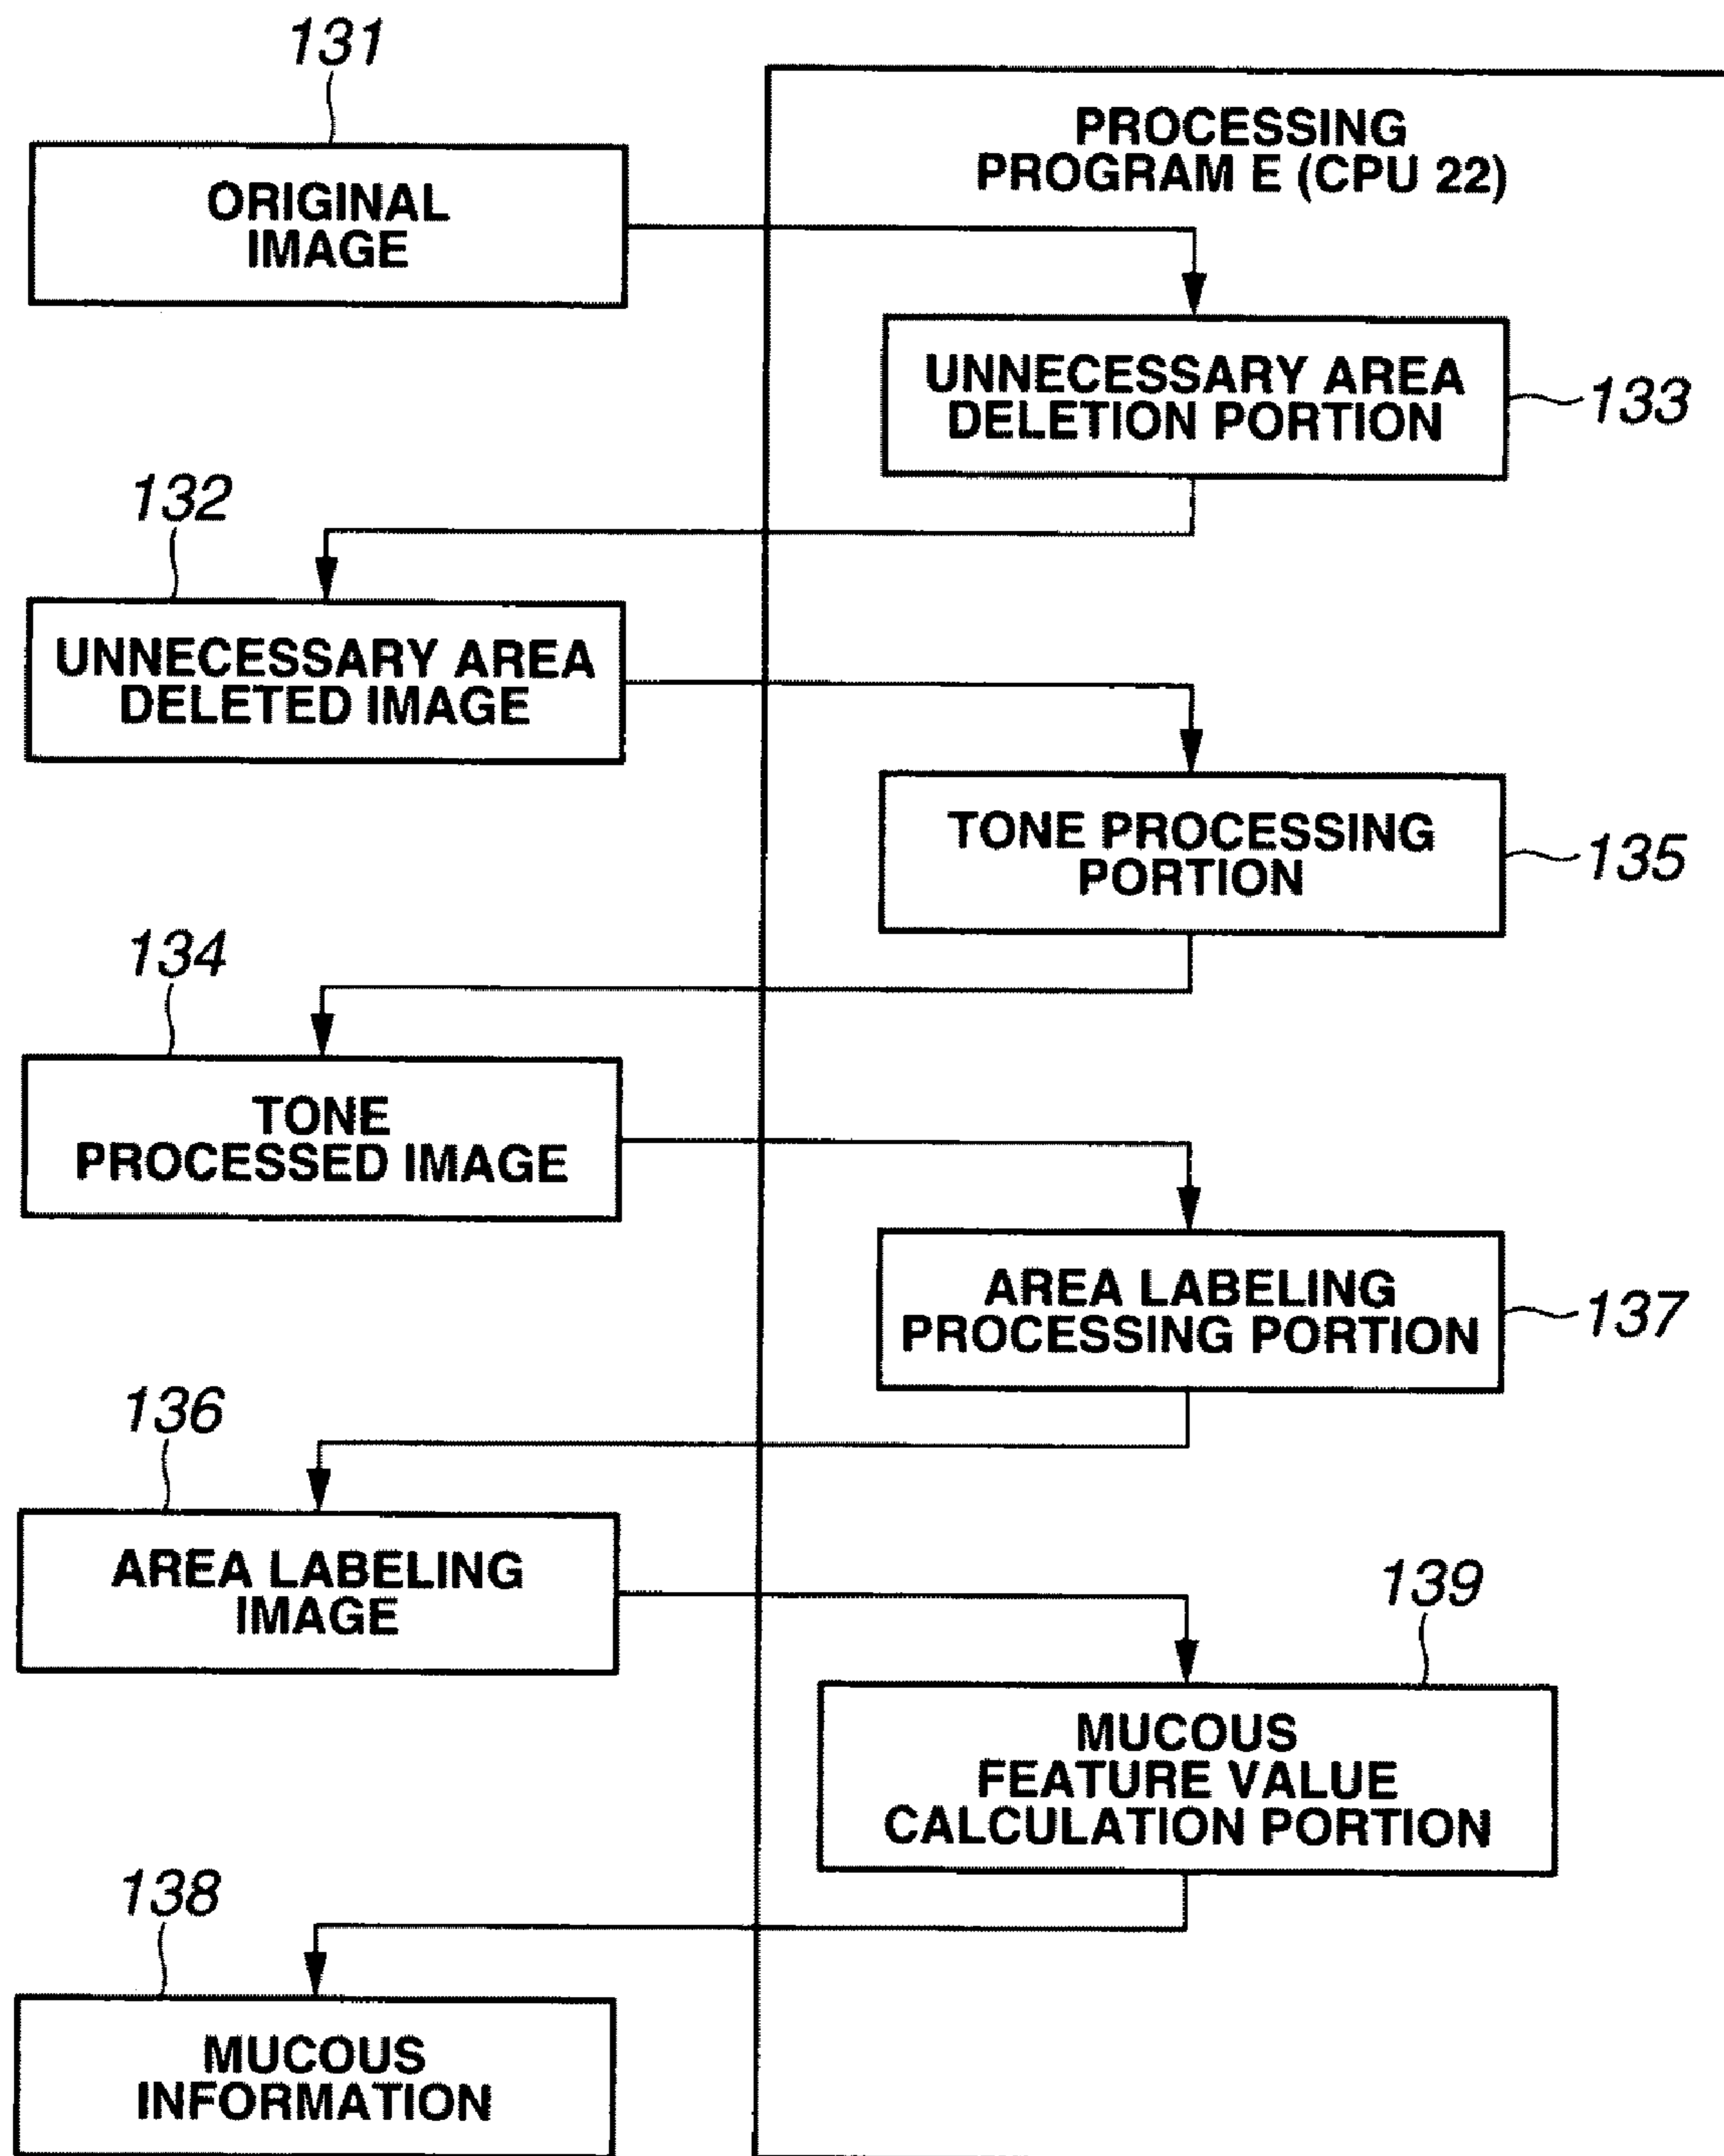 131
PROCESSING
PROGRAM E (CPU 22)
ORIGINAL
IMAGE
UNNECESSARY AREA
DELETION PORTION
133
132
UNNECESSARY AREA
DELETED IMAGE
TONE PROCESSING
PORTION
135
134
TONE
PROCESSED IMAGE
AREA LABELING
PROCESSING PORTION
137
136
AREA LABELING
IMAGE
139
MUCOUS
FEATURE VALUE
CALCULATION PORTION
138
MUCOUS
INFORMATION